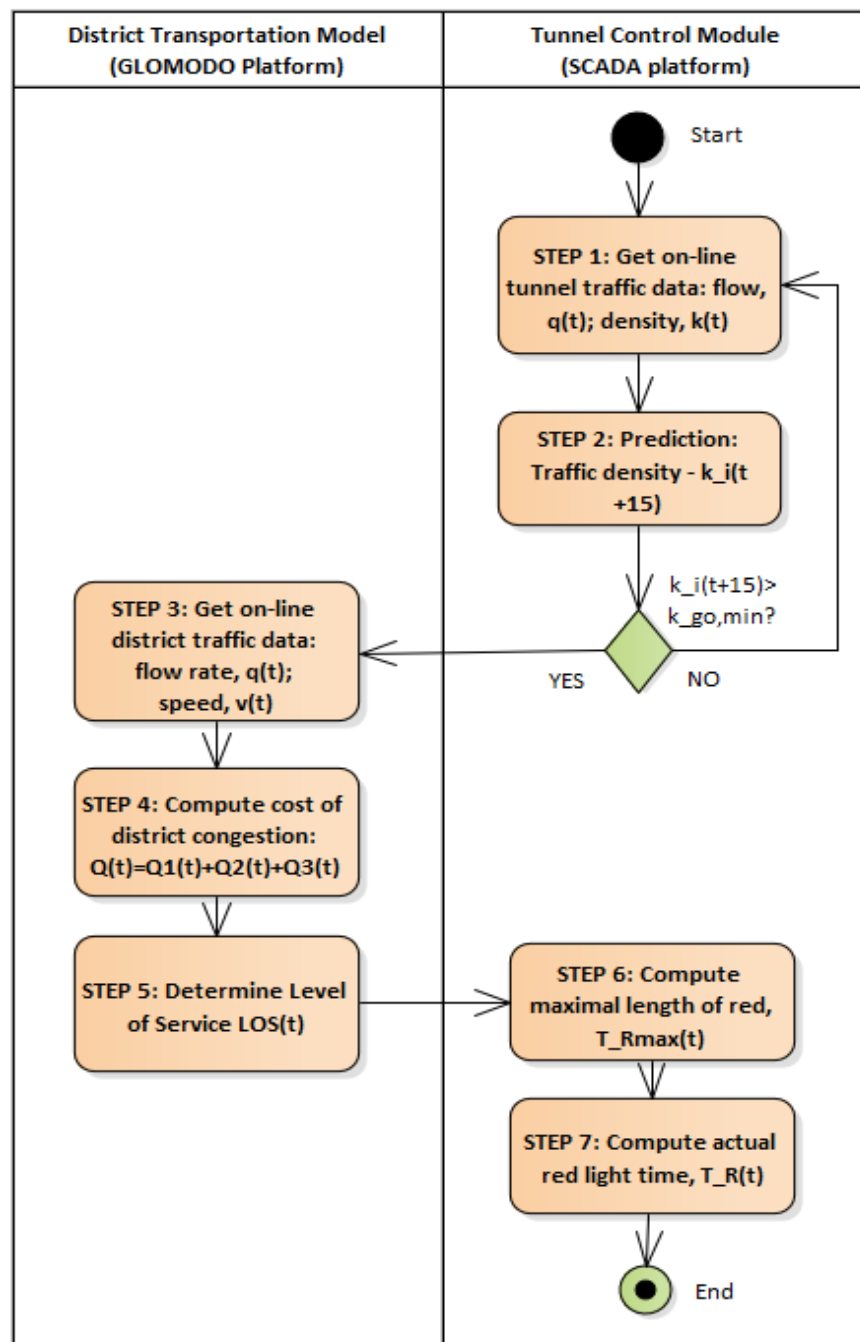 District Transportation Model
(GLOMODO Platform)
Tunnel Control Module
(SCADA platform)
Start
STEP 1: Get on-line
tunnel traffic data: flow,
q(t); density, k(t)
STEP 2: Prediction:
Traffic density - k_i(t
+15)
k_i(t+15)>
k_go,min?
YES
NO
STEP 3: Get on-line
district traffic data:
flow rate, q(t);
speed, v(t)
STEP 4: Compute cost of
district congestion:
Q(t)=Q1(t)+Q2(t)+Q3(t)
STEP 5: Determine Level
of Service LOS(t)
STEP 6: Compute
maximal length of red,
T_Rmax(t)
STEP 7: Compute actual
red light time, T_R(t)
End